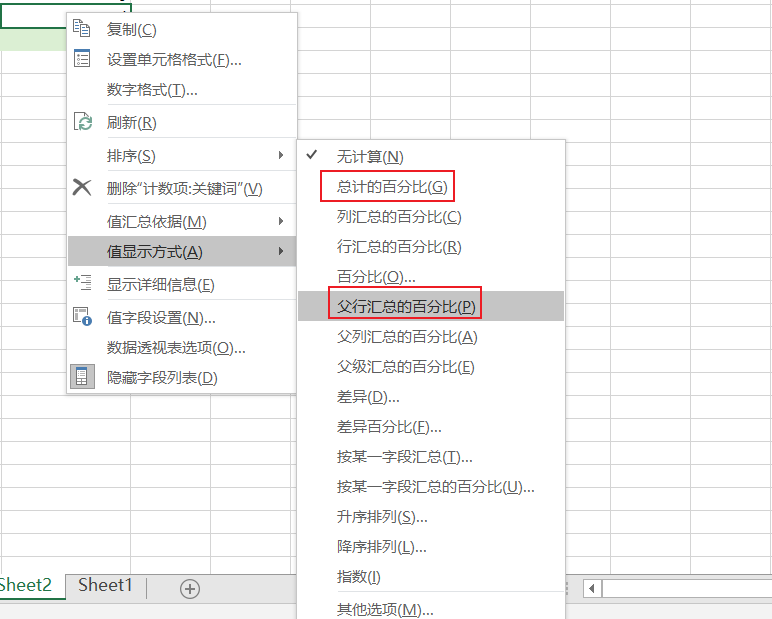 复制(C)
设置单元格格式(F)...
数字格式(T)...
刷新(R)
排序(S)
删除“计数项:关键词”(V)
值汇总依据(M)
值显示方式(A)
显示详细信息(E)
值字段设置(N)...
数据透视表选项(O)...
隐藏字段列表(D)
无计算(N)
总计的百分比(G)
列汇总的百分比(C)
行汇总的百分比(R)
百分比(O)...
父行汇总的百分比(P)
父列汇总的百分比(A)
父级汇总的百分比(E)
差异(D)...
差异百分比(F)...
按某一字段汇总(T)...
按某一字段汇总的百分比(U)...
升序排列(S)...
降序排列(L)...
指数(I)
其他选项(M)...
Sheet2 Sheet1